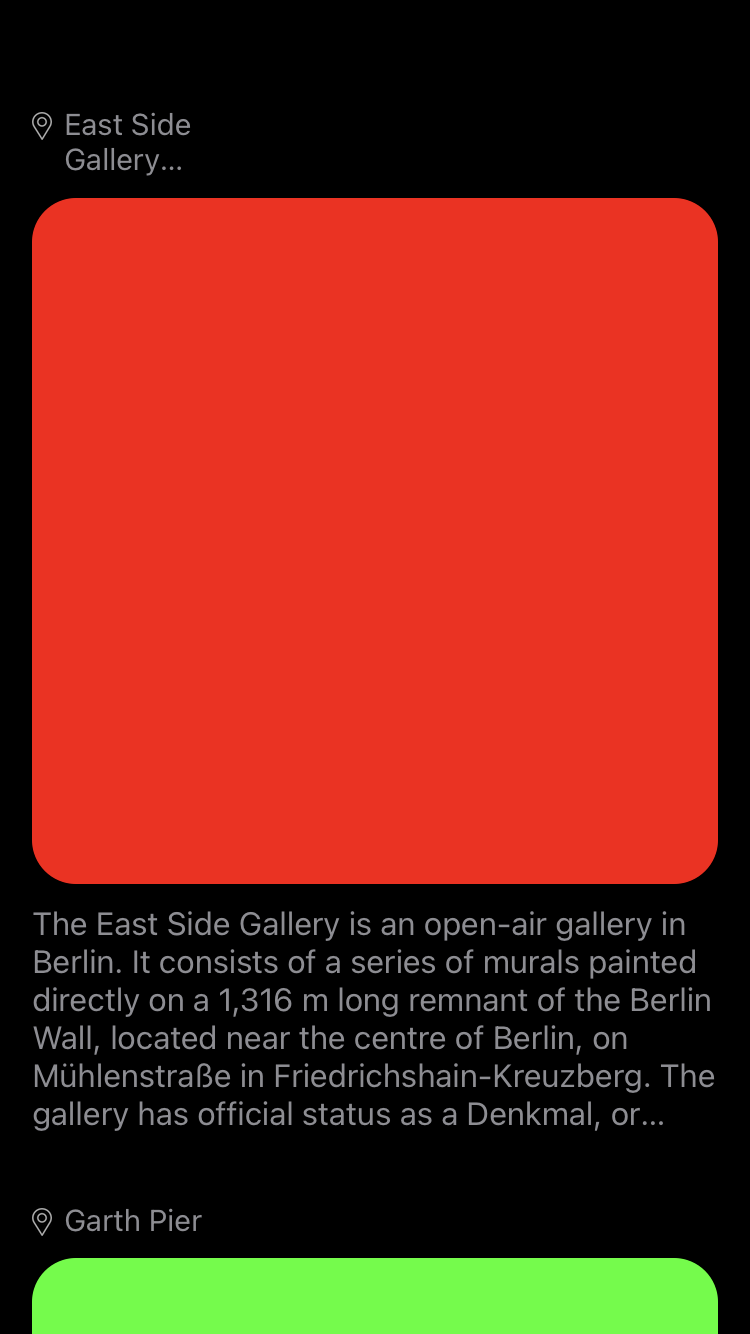 East Side
Gallery...
The East Side Gallery is an open-air gallery in
Berlin. It consists of a series of murals painted
directly on a 1,316 m long remnant of the Berlin
Wall, located near the centre of Berlin, on
Mühlenstraße in Friedrichshain-Kreuzberg. The
gallery has official status as a Denkmal, or...
Garth Pier